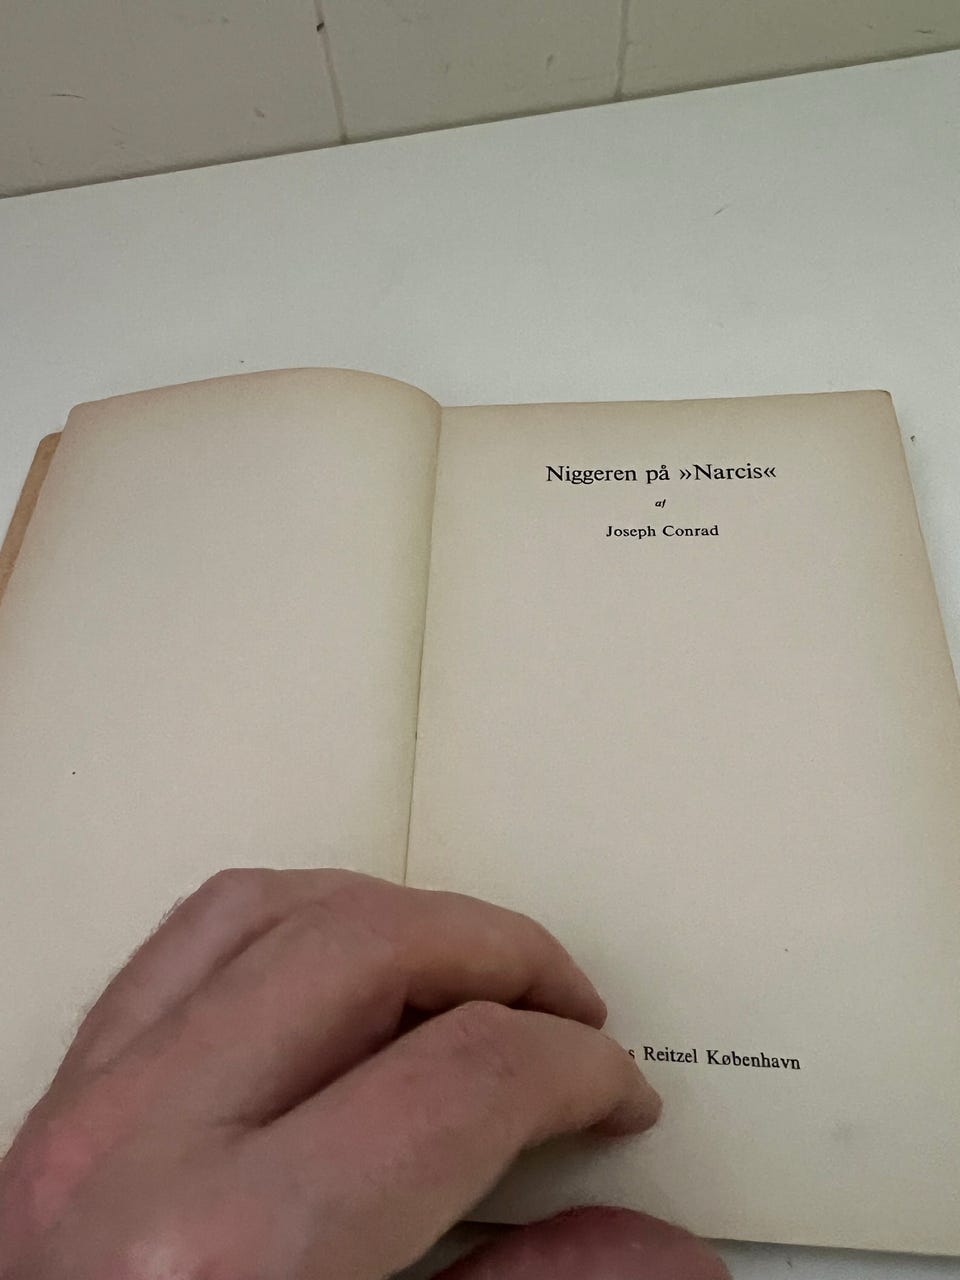 Niggeren på »Narcis«
af
Joseph Conrad
Reitzel København